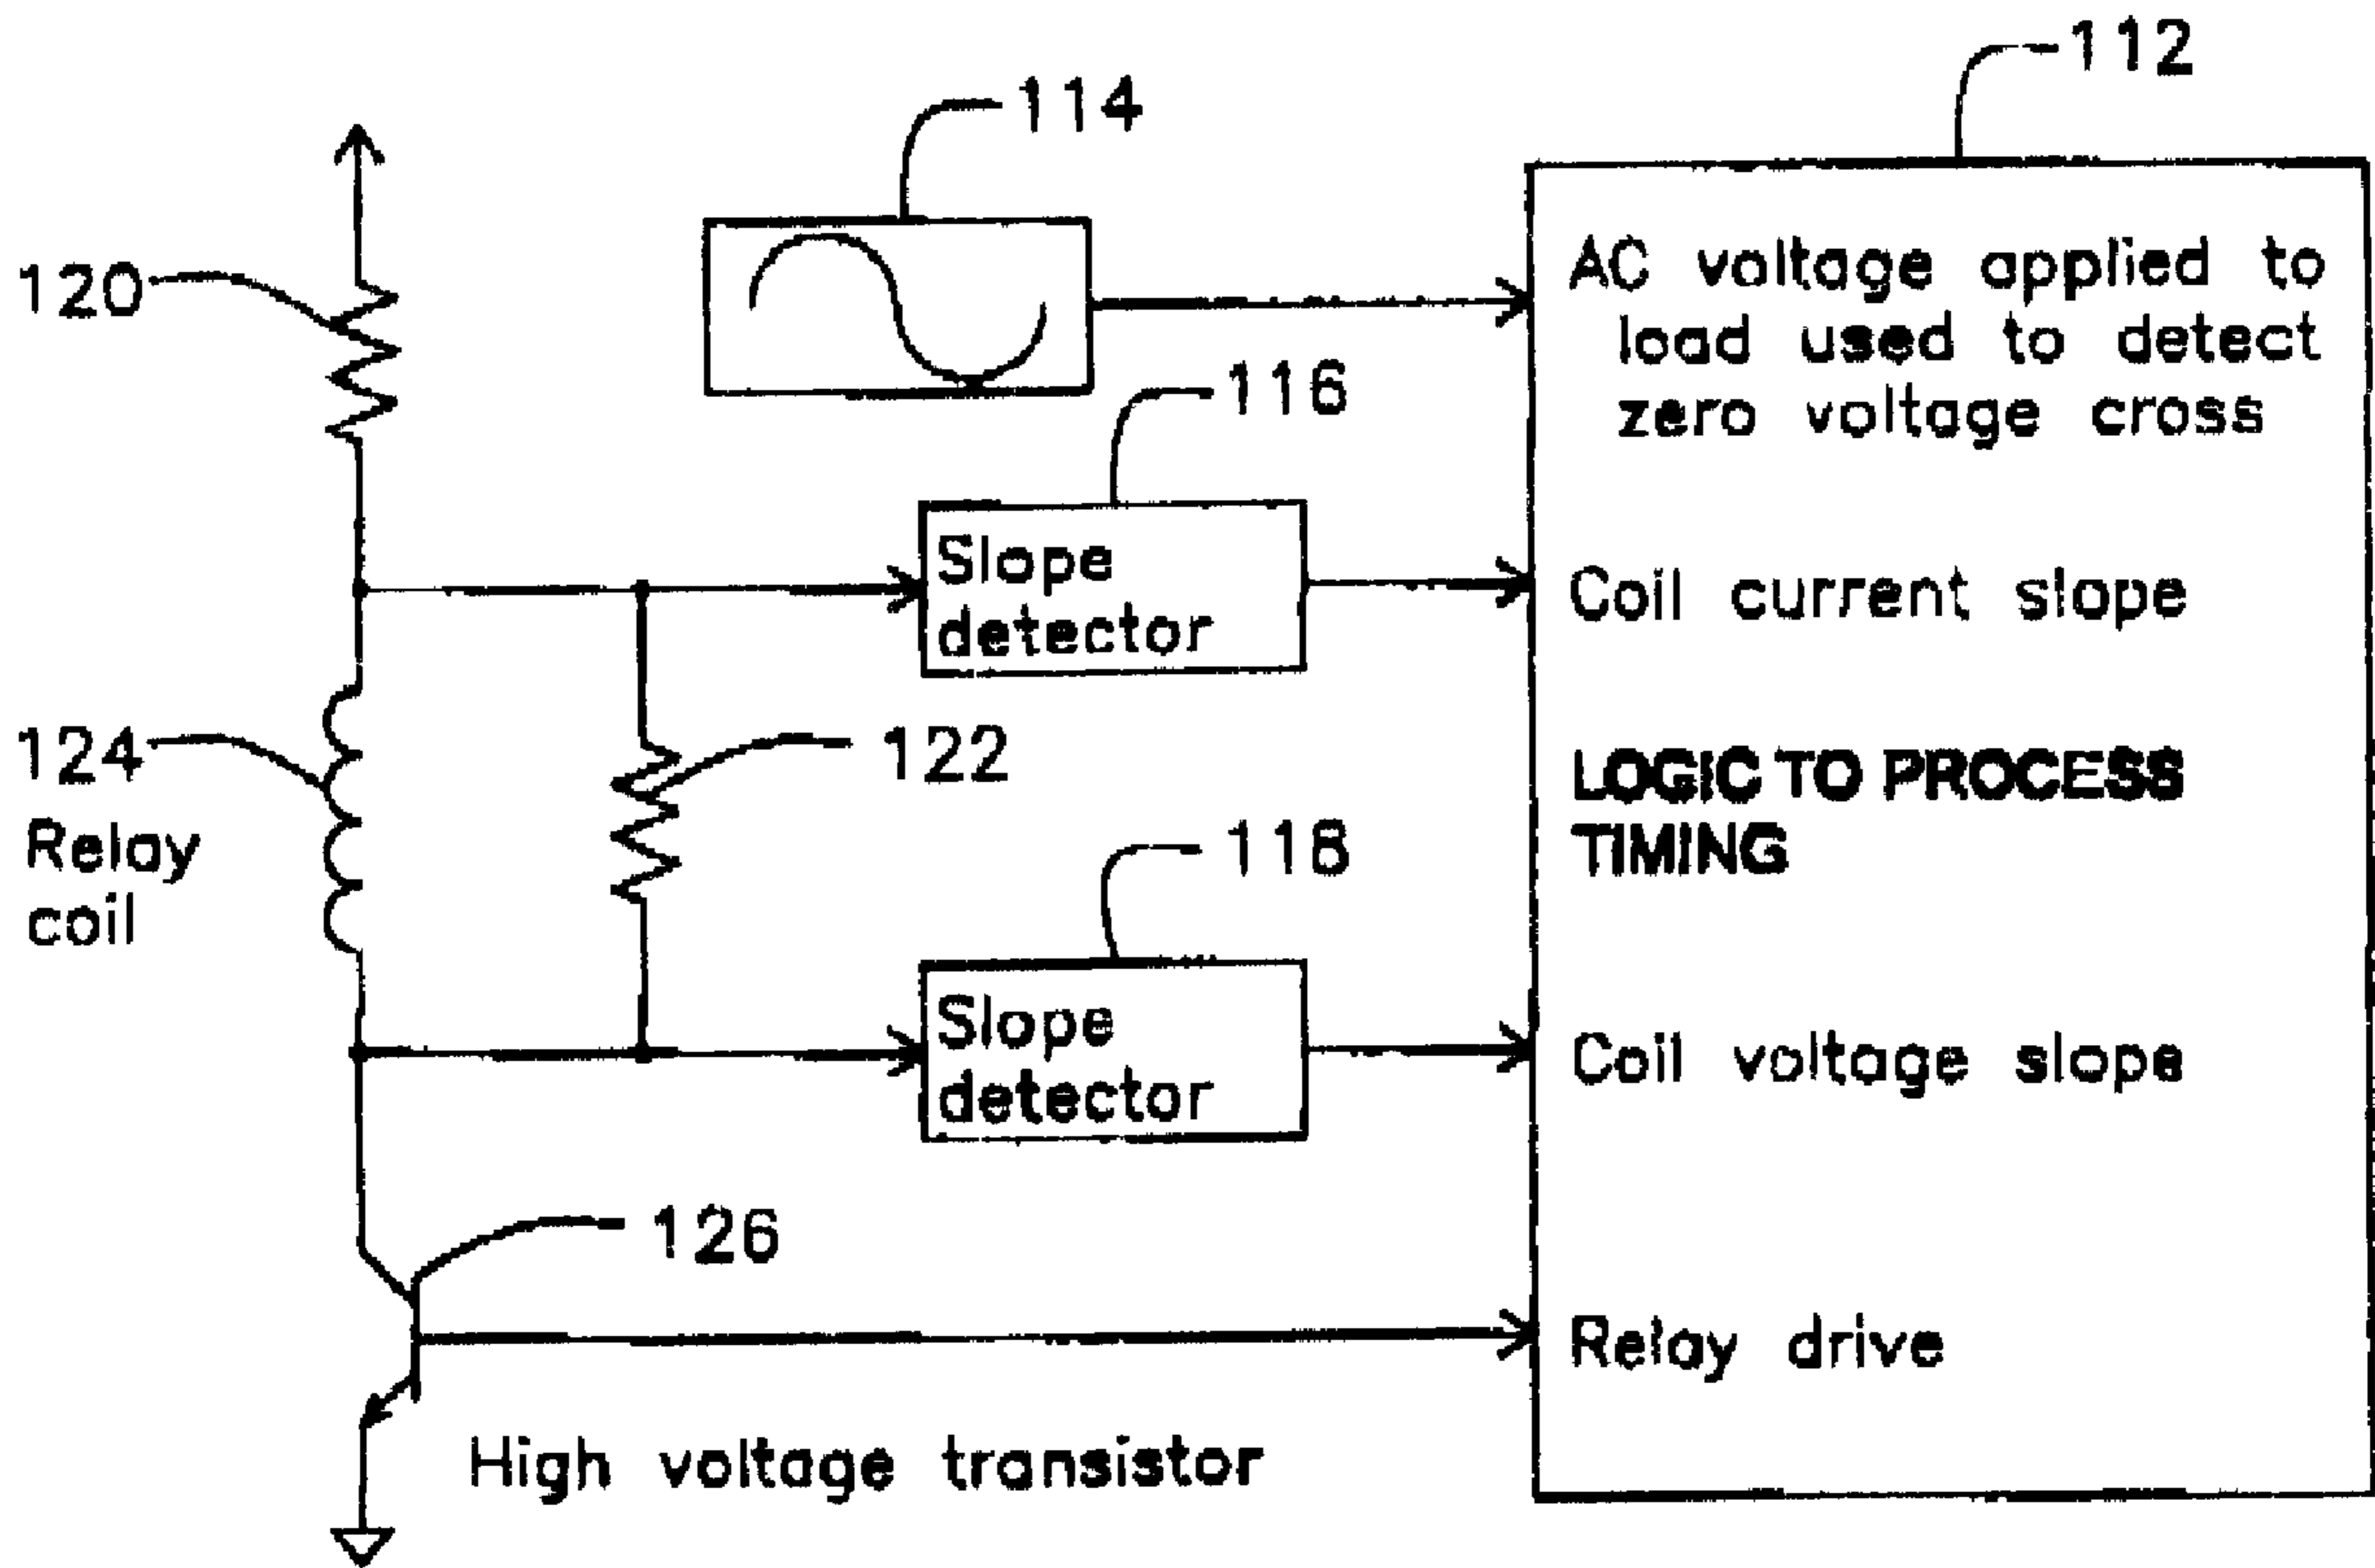 112
114
120
AC voltage applied to
load used to detect
zero voltage cross
116
Slope
detector
Coil current slope
124
Relay
coil
122
LOGIC TO PROCESS
TIMING
118
Slope
detector
Coil voltage slope
126
Relay drive
High voltage transistor